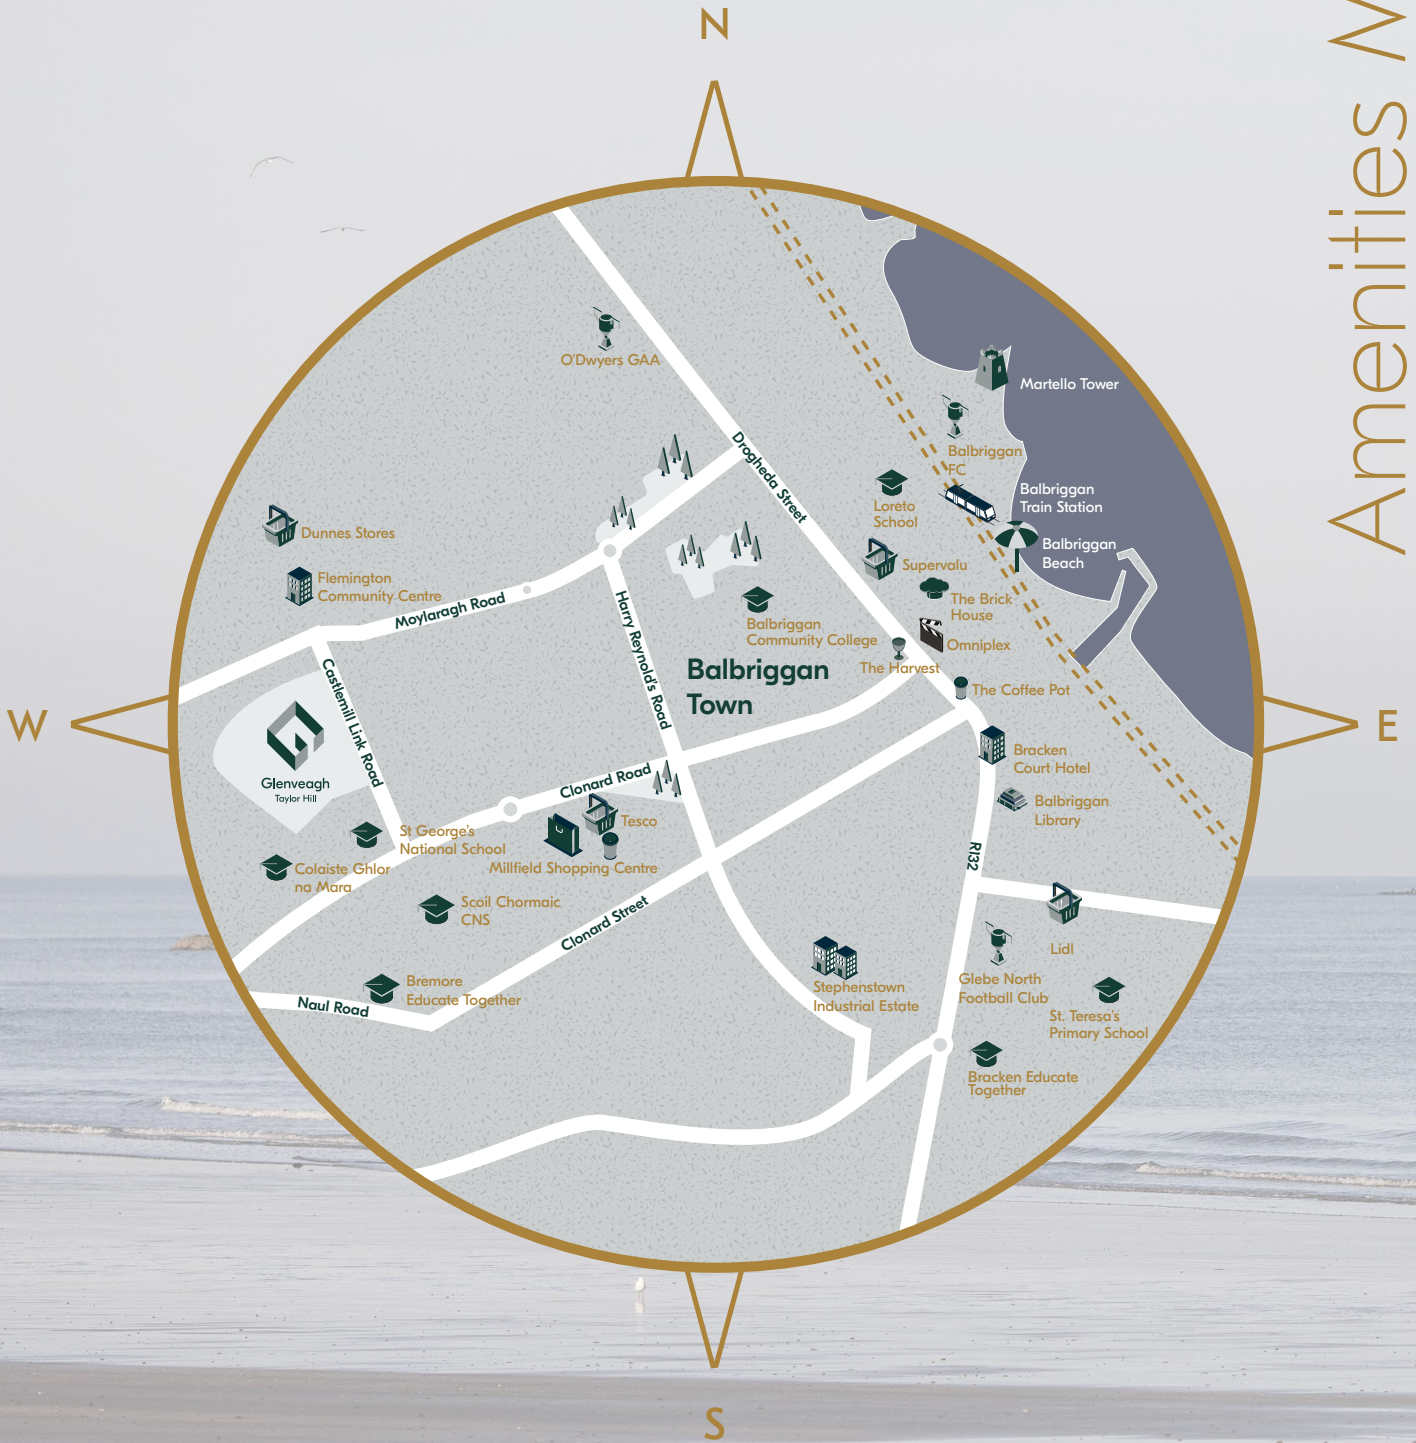 N
Amenities
O'Dwyers GAA
Martello Tower
Drogheda Street
Balbriggan
FC
Balbriggan
Train Station
Loreto
School
Dunnes Stores
Balbriggan
Beach
Supervalu
Flemington
Community Centre
Moylaragh Road
Harry Reynold's Road
The Brick
House
Balbriggan
Community College
Omniplex
The Harvest
Balbriggan
Town
The Coffee Pot
Castlemill Link Road
W
E
Glenveagh
Taylor Hill
Bracken
Court Hotel
Clonard Road
Balbriggan
Library
Tesco
St George's
National School
Millfield Shopping Centre
R132
Colaiste Ghlor
na Mara
Scoil Chormaic
CNS
Clonard Street
Lidl
Bremore
Educate Together
Naul Road
Stephenstown
Industrial Estate
Glebe North
Football Club
St. Teresa's
Primary School
Bracken Educate
Together
S